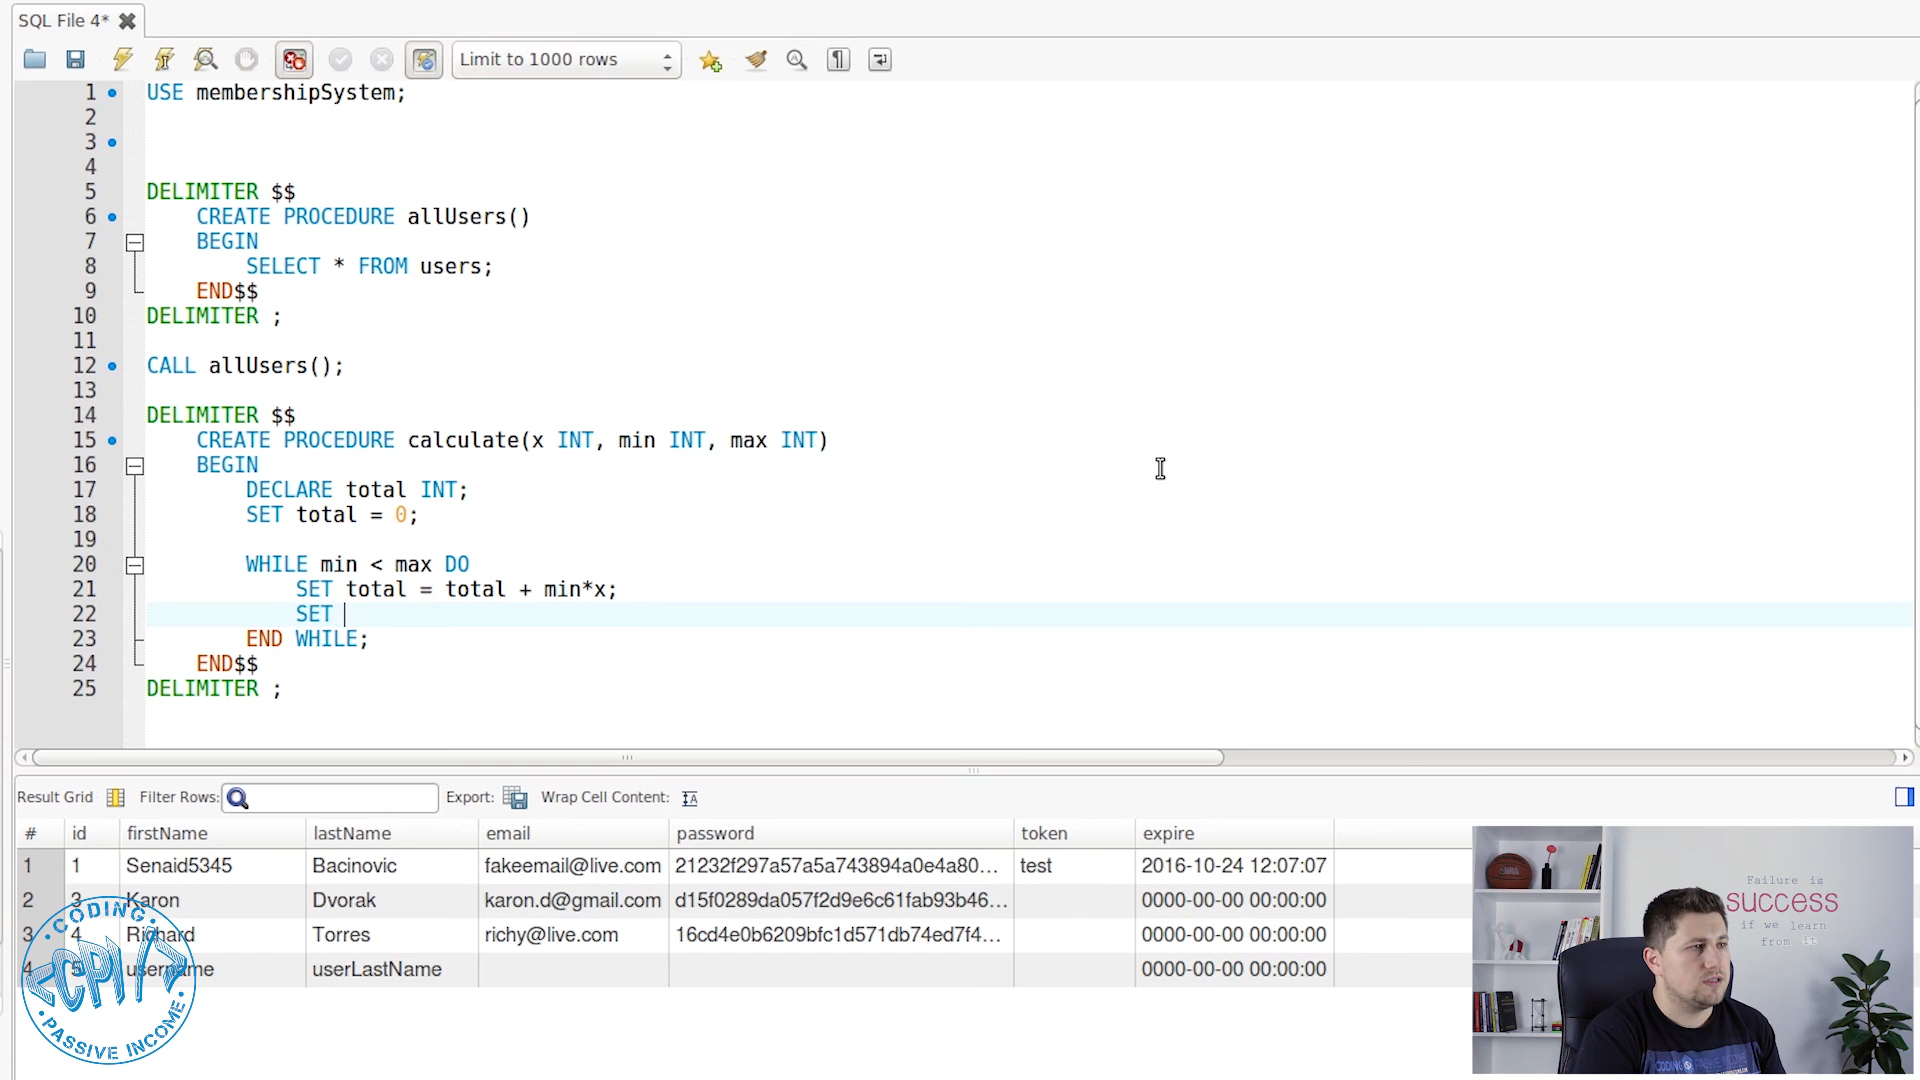 SQL File 4*
Limit to 1000 rows
1 USE membershipSystem;
2
3
4
5 DELIMITER $$
6 CREATE PROCEDURE allUsers()
7 BEGIN
8 SELECT * FROM users;
9 END$$
10 DELIMITER ;
11
12 CALL allUsers();
13
14 DELIMITER $$
15 CREATE PROCEDURE calculate(x INT, min INT, max INT)
16 BEGIN
17 DECLARE total INT;
18 SET total = 0;
19
20 WHILE min < max DO
21 SET total = total + min*x;
22 SET
23 END WHILE;
24 END$$
25 DELIMITER ;
Result Grid Filter Rows: Export: Wrap Cell Content:
# id firstName lastName email password token expire
1 1 Senaid5345 Bacinovic fakeemail@live.com 21232f297a57a5a743894a0e4a80... test 2016-10-24 12:07:07
2 3 Karon Dvorak karon.d@gmail.com d15f0289da057f2d9e6c61fab93b46... 0000-00-00 00:00:00
3 4 Richard Torres richy@live.com 16cd4e0b6209bfc1d571db74ed7f4... 0000-00-00 00:00:00
4 5 username userLastName 0000-00-00 00:00:00
CODING
<CPI/>
PASSIVE INCOME
Failure is
success
if we learn
from it